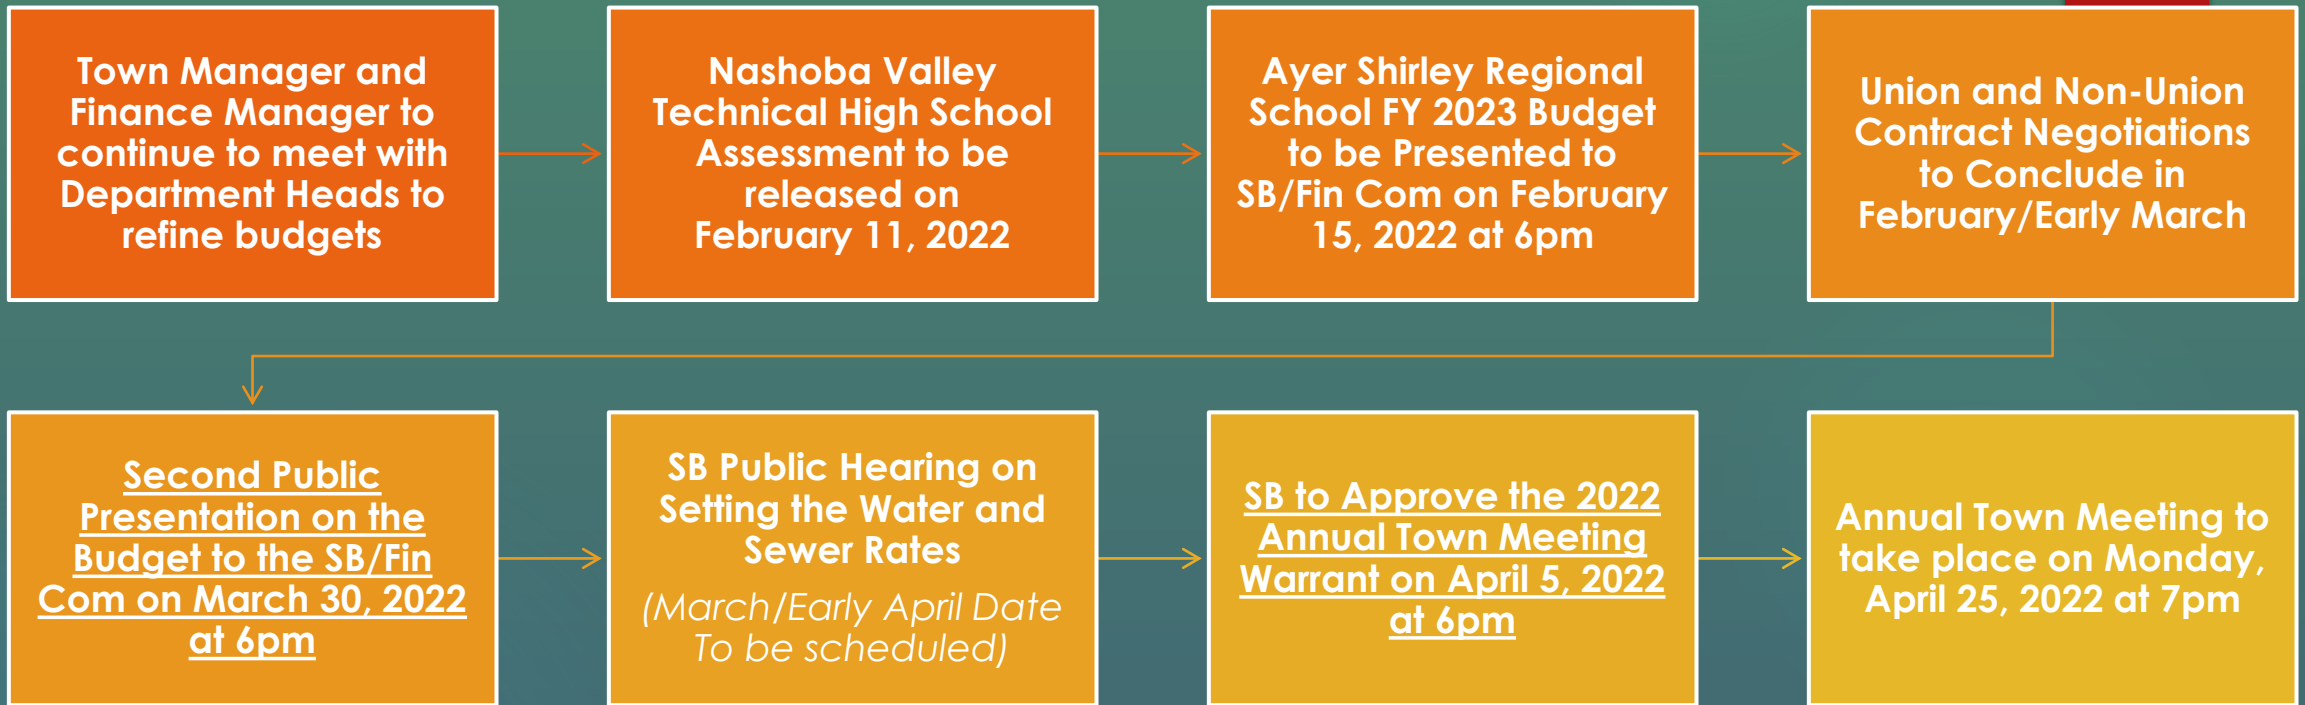 Town Manager and
Finance Manager to
continue to meet with
Department Heads to
refine budgets
Nashoba Valley
Technical High School
Assessment to be
released on
February 11, 2022
Ayer Shirley Regional
School FY 2023 Budget
to be Presented to
SB/Fin Com on February
15, 2022 at 6pm
Union and Non-Union
Contract Negotiations
to Conclude in
February/Early March
Second Public
Presentation on the
Budget to the SB/Fin
Com on March 30, 2022
at 6pm
SB Public Hearing on
Setting the Water and
Sewer Rates
(March/Early April Date
To be scheduled)
SB to Approve the 2022
Annual Town Meeting
Warrant on April 5, 2022
at 6pm
Annual Town Meeting to
take place on Monday,
April 25, 2022 at 7pm